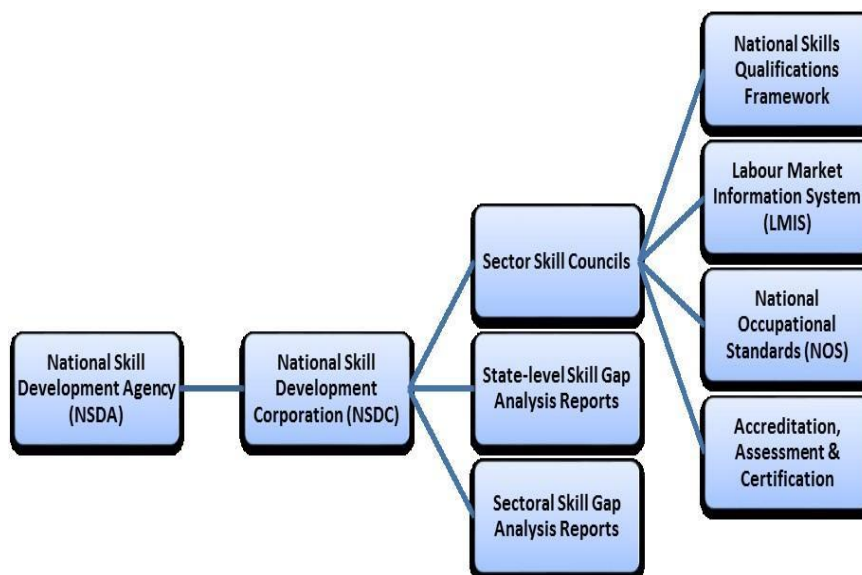 National Skill
Development Agency
(NSDA)
National Skill
Development
Corporation (NSDC)
Sector Skill Councils
State-level Skill Gap
Analysis Reports
Sectoral Skill Gap
Analysis Reports
National Skills
Qualifications
Framework
Labour Market
Information System
(LMIS)
National
Occupational
Standards (NOS)
Accreditation,
Assessment &
Certification